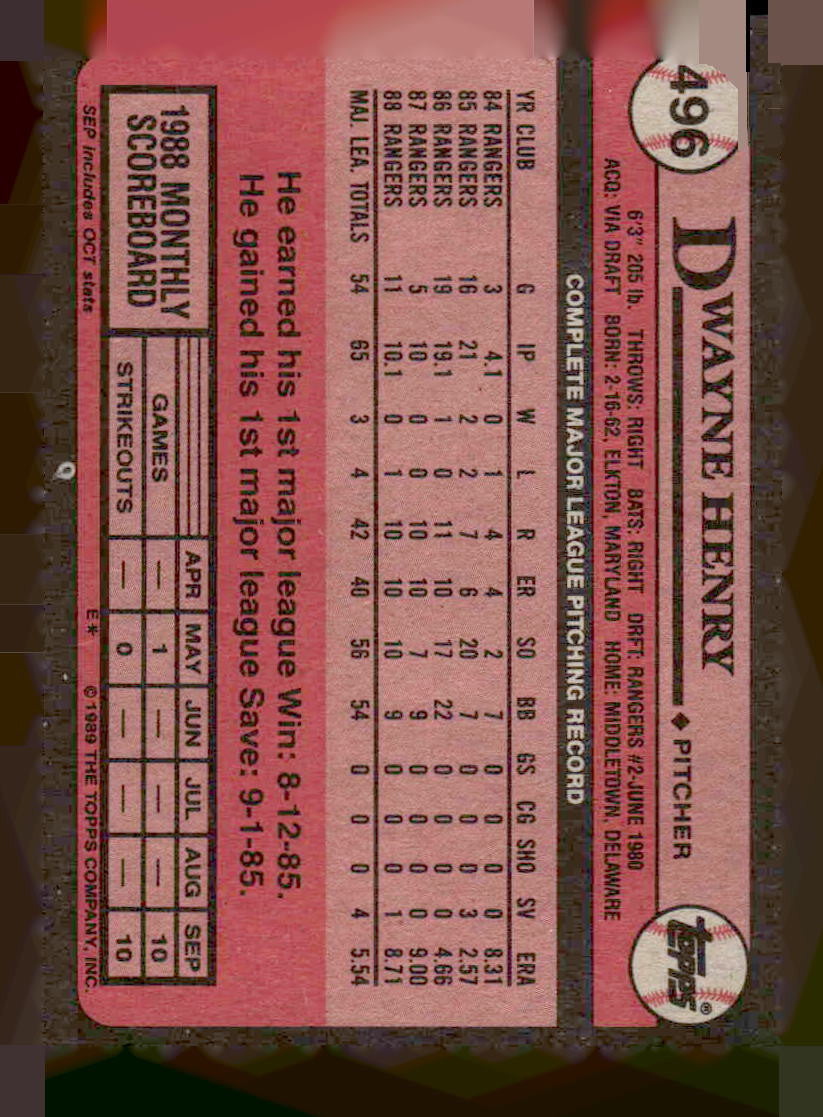 496
DWAYNE HENRY ◆ PITCHER
topps®
6'3" 205 lb. THROWS: RIGHT BATS: RIGHT DRFT: RANGERS #2-JUNE 1980
ACQ: VIA DRAFT BORN: 2-16-62, ELKTON, MARYLAND HOME: MIDDLETOWN, DELAWARE
COMPLETE MAJOR LEAGUE PITCHING RECORD
YR CLUB G IP W L R ER SO BB GS CG SHO SV ERA
84 RANGERS 3 4.1 0 1 4 4 2 7 0 0 0 0 8.31
85 RANGERS 16 21 2 2 7 6 20 7 0 0 0 3 2.57
86 RANGERS 19 19.1 1 0 11 10 17 22 0 0 0 0 4.66
87 RANGERS 5 10 0 0 10 10 7 9 0 0 0 0 9.00
88 RANGERS 11 10.1 0 1 10 10 10 9 0 0 0 1 8.71
MAJ. LEA. TOTALS 54 65 3 4 42 40 56 54 0 0 0 4 5.54
He earned his 1st major league Win: 8-12-85.
He gained his 1st major league Save: 9-1-85.
1988 MONTHLY
SCOREBOARD
APR MAY JUN JUL AUG SEP
GAMES — 1 — — — 10
STRIKEOUTS — 0 — — — 10
SEP includes OCT stats
E* © 1989 THE TOPPS COMPANY, INC.